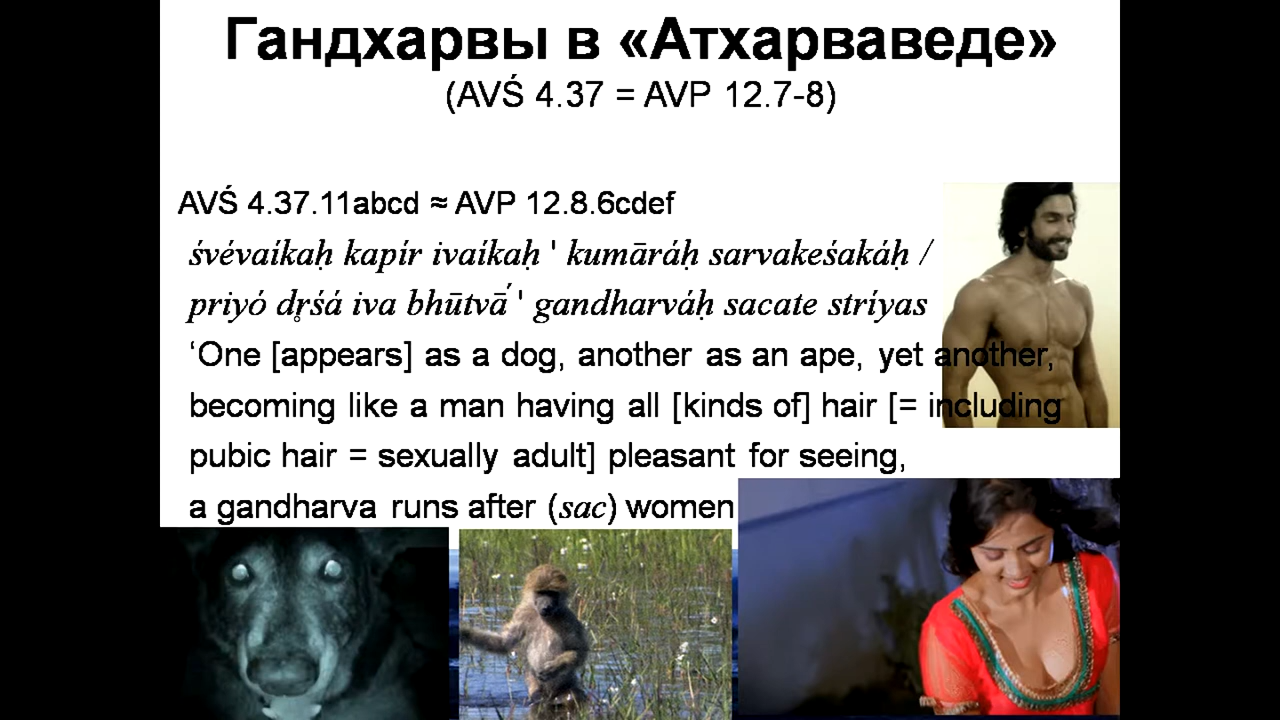 Гандхарвы в «Атхарваведе»
(AVŚ 4.37 = AVP 12.7-8)
AVŚ 4.37.11abcd ≈ AVP 12.8.6cdef
śvévaíkaḥ kapír ivaíkaḥ ' kumāráḥ sarvakeśakáḥ /
priyó dr̥śá iva bhūtvā́ ' gandharváḥ sacate stríyas
‘One [appears] as a dog, another as an ape, yet another,
becoming like a man having all [kinds of] hair [= including
pubic hair = sexually adult] pleasant for seeing,
a gandharva runs after (sac) women